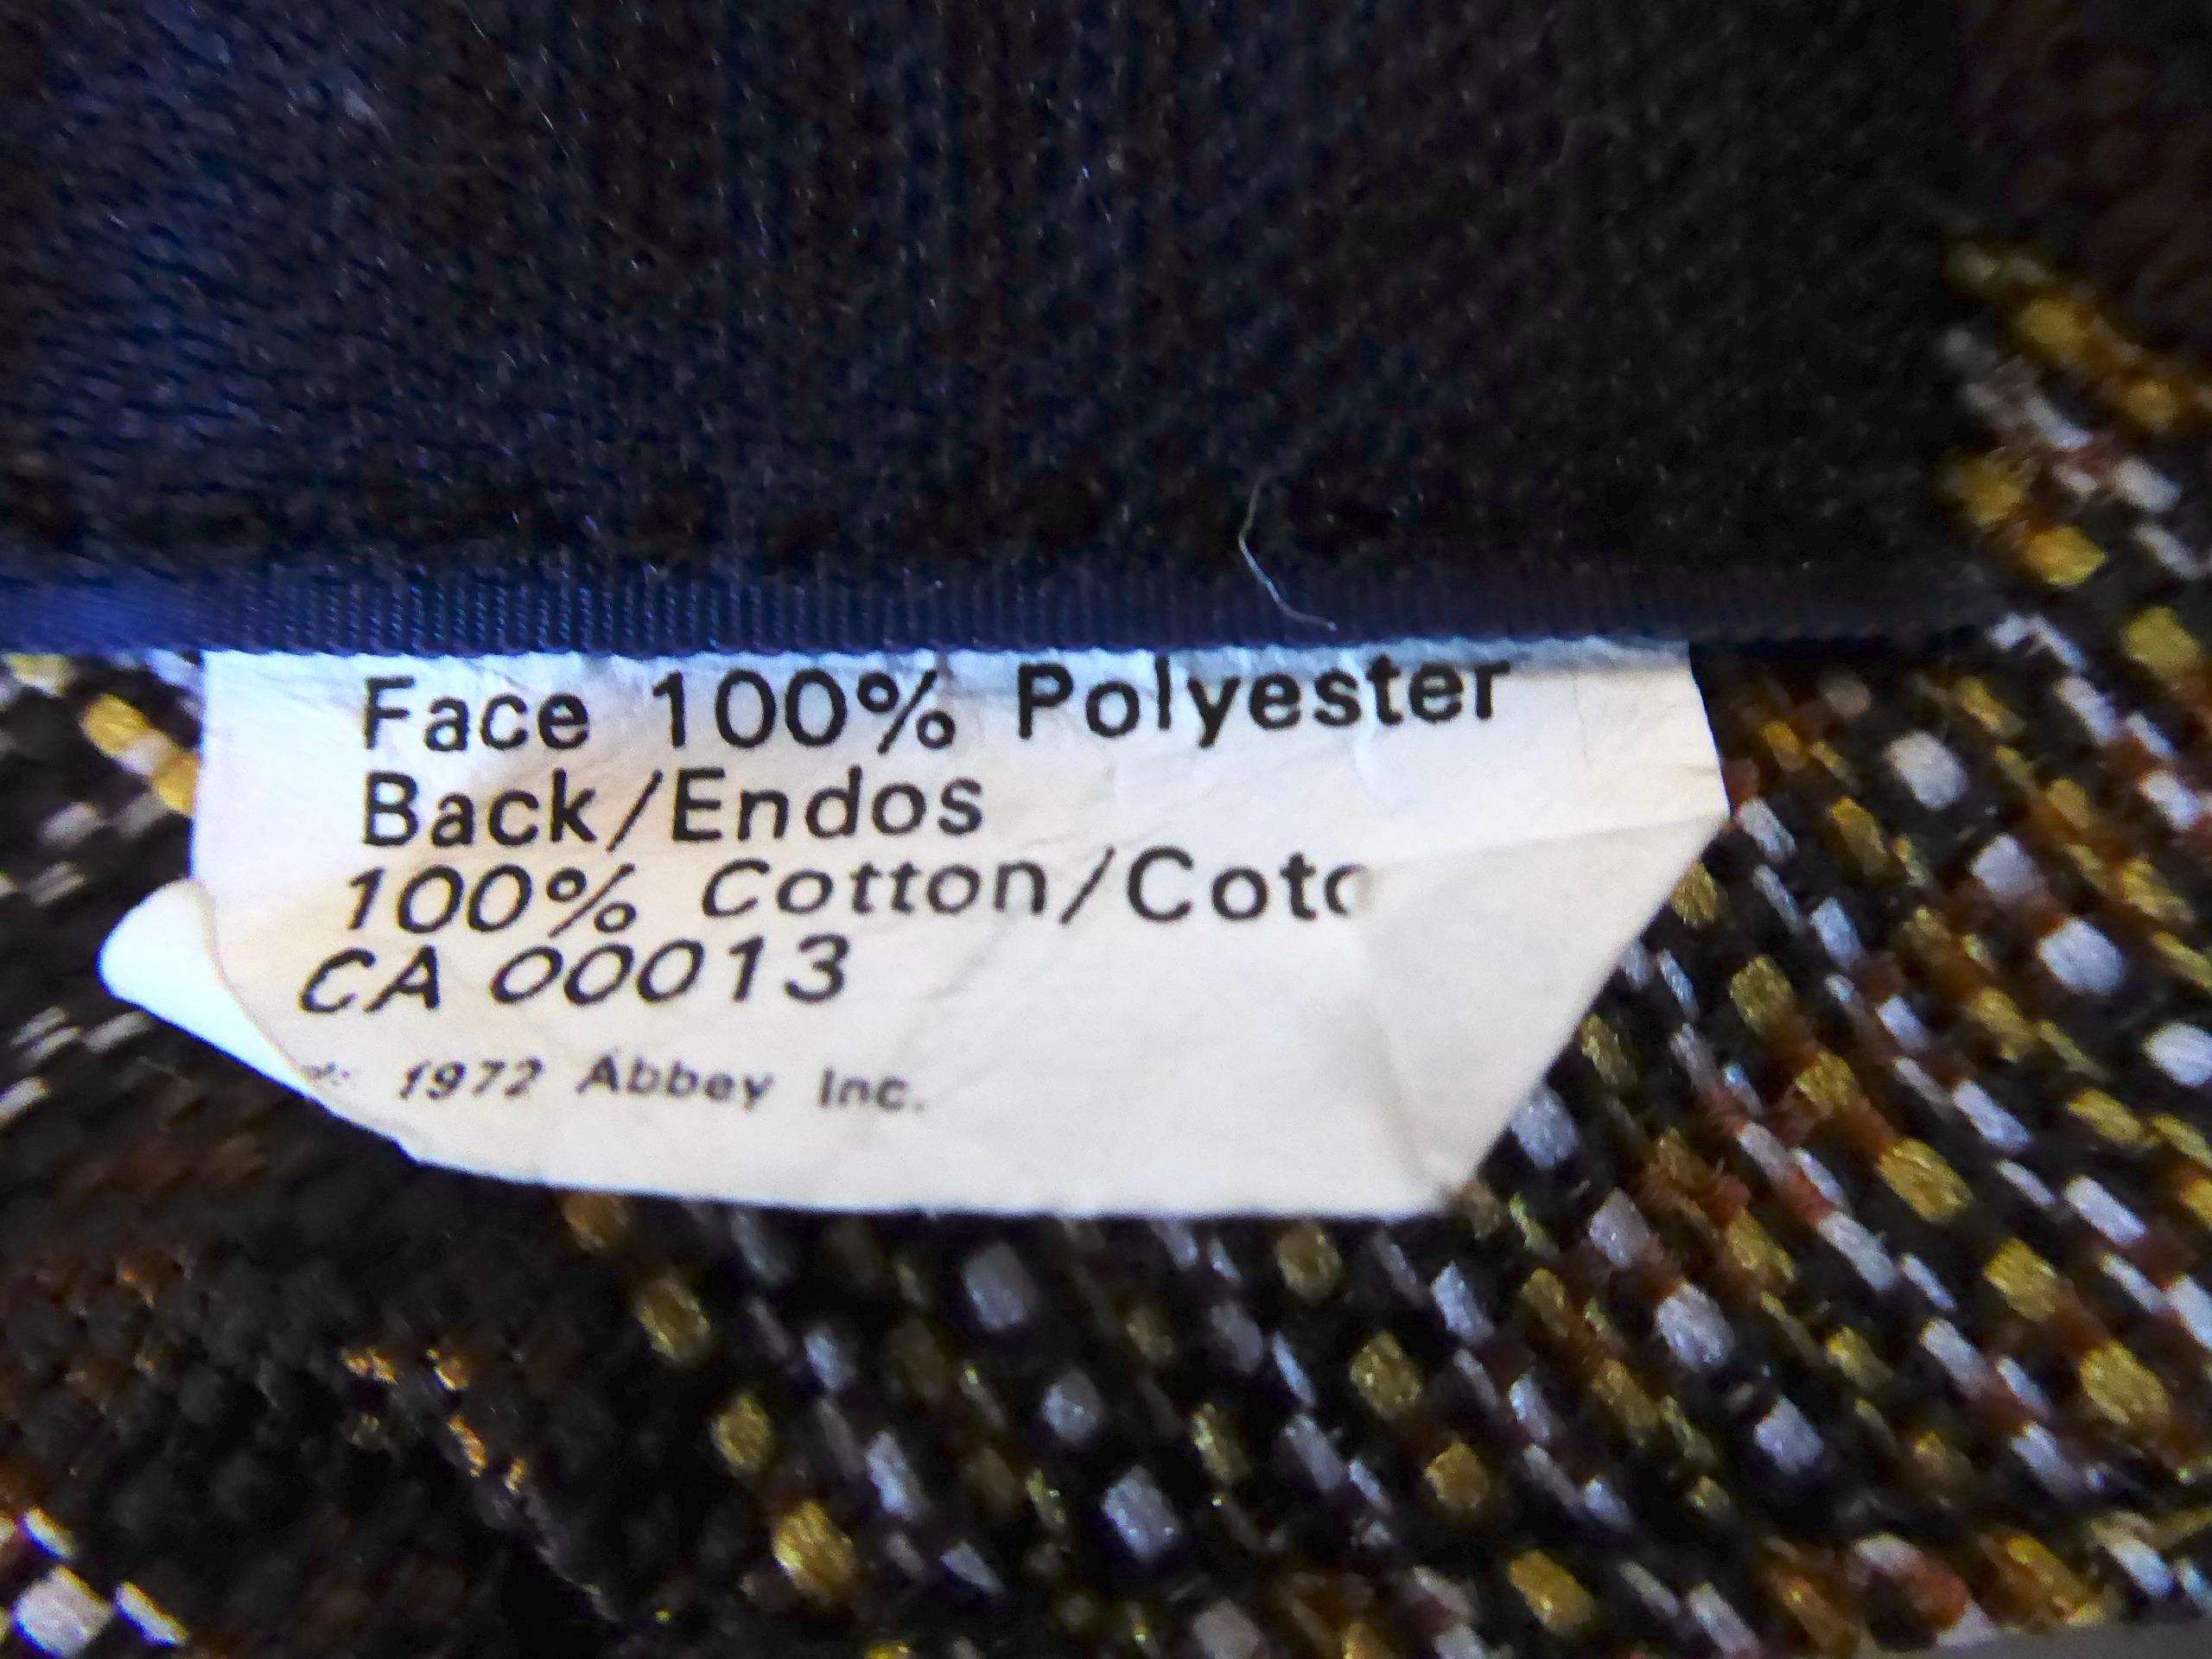 Face 100% Polyester
Back/Endos
100% Cotton/Coto
CA 00013
1972 Abbey Inc.